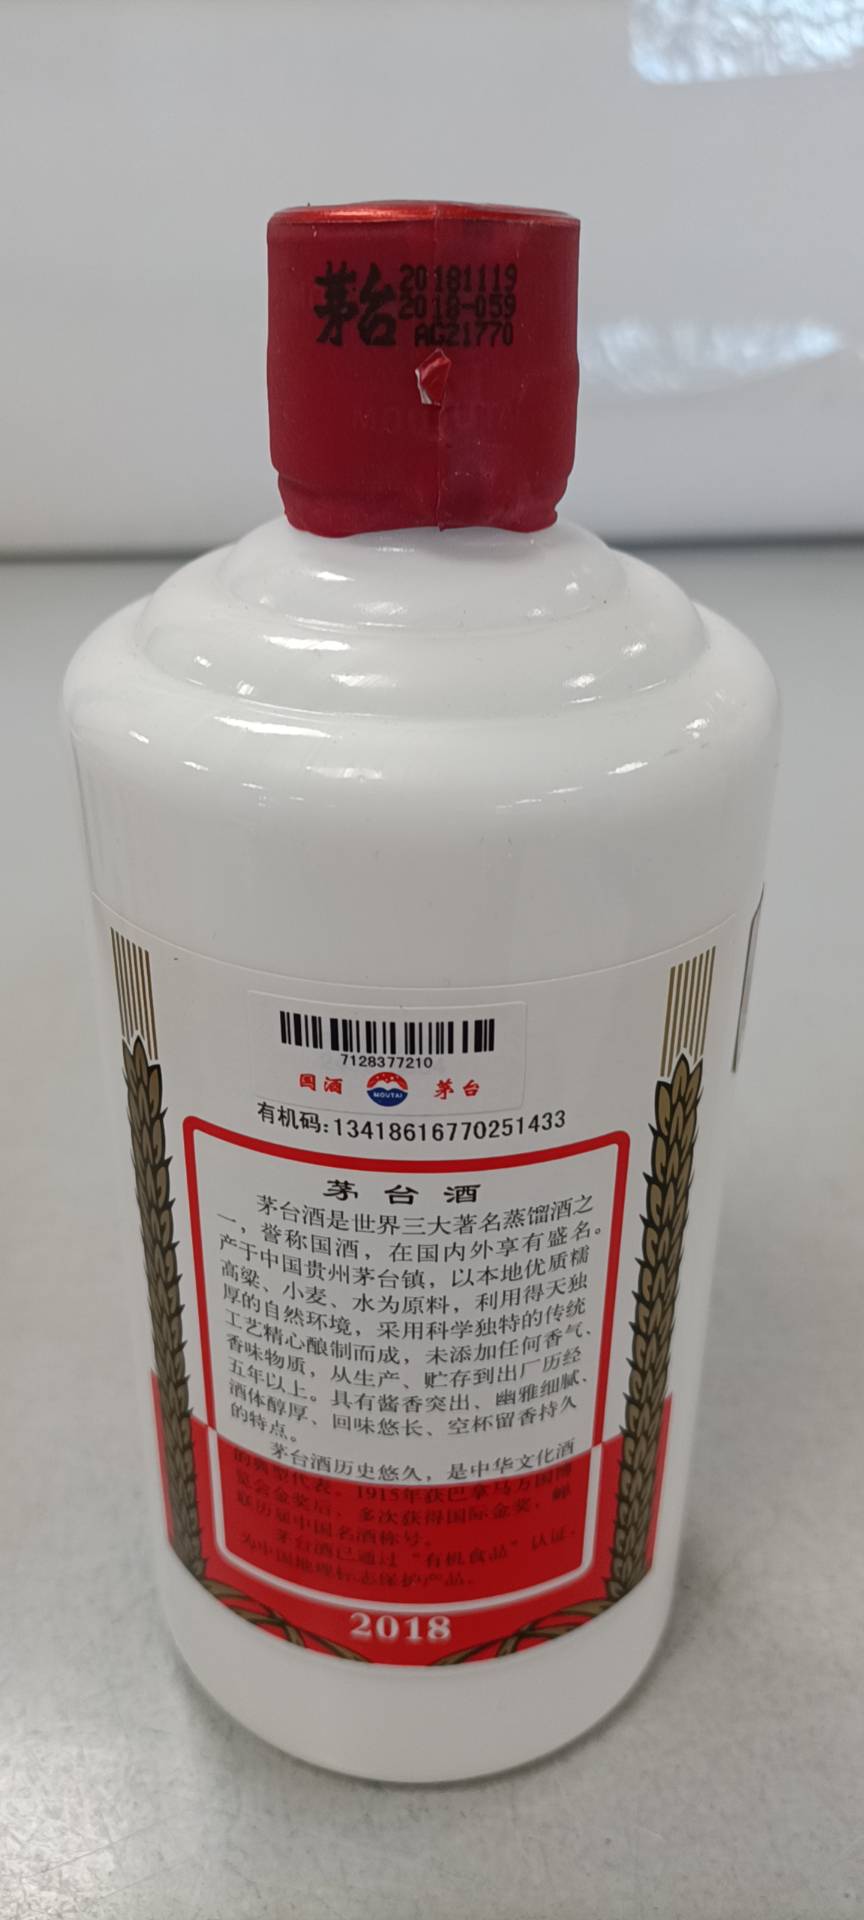 茅台
20181119
2018-059
AG21770
7128377210
国酒 MOUTAI 茅台
有机码:13418616770251433
茅台酒
茅台酒是世界三大著名蒸馏酒之
一，誉称国酒，在国内外享有盛名。
产于中国贵州茅台镇，以本地优质糯
高粱、小麦、水为原料，利用得天独
厚的自然环境，采用科学独特的传统
工艺精心酿制而成，未添加任何香气、
香味物质，从生产、贮存到出厂历经
五年以上。具有酱香突出、幽雅细腻、
酒体醇厚、回味悠长、空杯留香持久
的特点。
茅台酒历史悠久，是中华文化酒
的典型代表。1915年获巴拿马万国博
览会金奖后，多次获得国际金奖，蝉
联历届中国名酒称号。
茅台酒已通过“有机食品”认证，
为中国地理标志保护产品。
2018